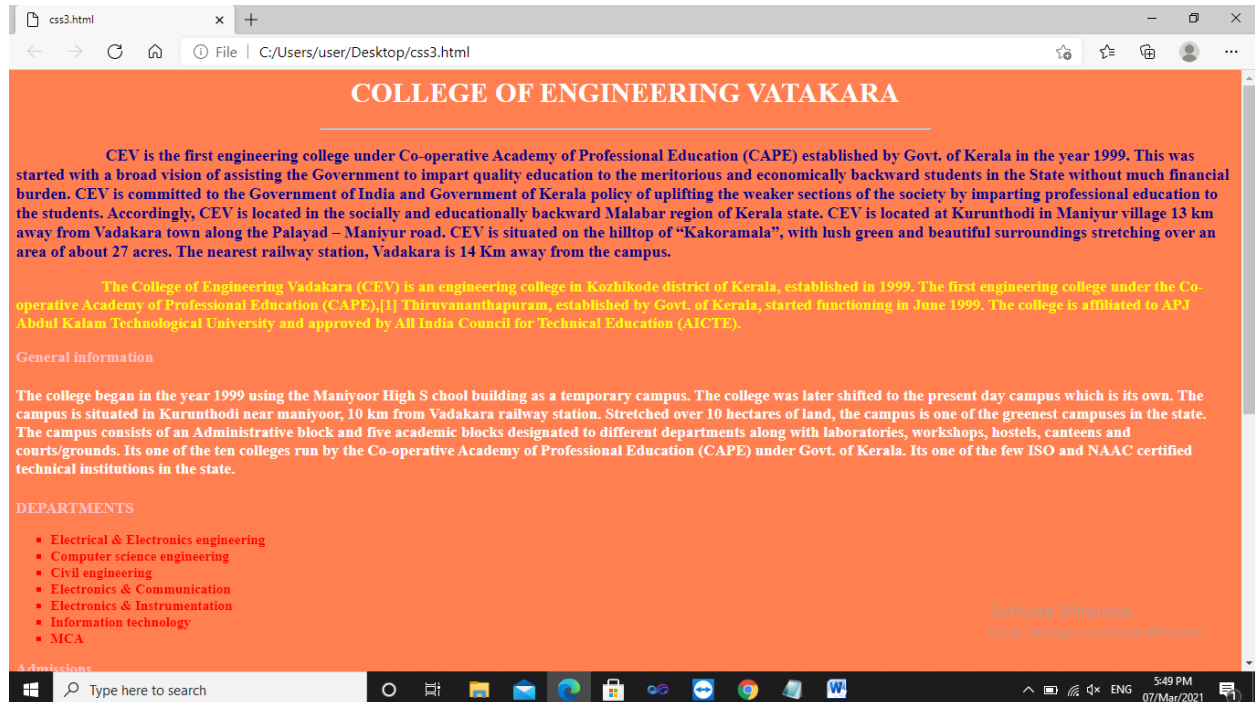 css3.html
File
C:/Users/user/Desktop/css3.html
COLLEGE OF ENGINEERING VATAKARA
CEV is the first engineering college under Co-operative Academy of Professional Education (CAPE) established by Govt. of Kerala in the year 1999. This was
started with a broad vision of assisting the Government to impart quality education to the meritorious and economically backward students in the State without much financial
burden. CEV is committed to the Government of India and Government of Kerala policy of uplifting the weaker sections of the society by imparting professional education to
the students. Accordingly, CEV is located in the socially and educationally backward Malabar region of Kerala state. CEV is located at Kurunthodi in Maniyur village 13 km
away from Vadakara town along the Palayad – Maniyur road. CEV is situated on the hilltop of “Kakoramala”, with lush green and beautiful surroundings stretching over an
area of about 27 acres. The nearest railway station, Vadakara is 14 Km away from the campus.
The College of Engineering Vadakara (CEV) is an engineering college in Kozhikode district of Kerala, established in 1999. The first engineering college under the Co-
operative Academy of Professional Education (CAPE),[1] Thiruvananthapuram, established by Govt. of Kerala, started functioning in June 1999. The college is affiliated to APJ
Abdul Kalam Technological University and approved by All India Council for Technical Education (AICTE).
General information
The college began in the year 1999 using the Maniyoor High S chool building as a temporary campus. The college was later shifted to the present day campus which is its own. The
campus is situated in Kurunthodi near maniyoor, 10 km from Vadakara railway station. Stretched over 10 hectares of land, the campus is one of the greenest campuses in the state.
The campus consists of an Administrative block and five academic blocks designated to different departments along with laboratories, workshops, hostels, canteens and
courts/grounds. Its one of the ten colleges run by the Co-operative Academy of Professional Education (CAPE) under Govt. of Kerala. Its one of the few ISO and NAAC certified
technical institutions in the state.
DEPARTMENTS
Electrical & Electronics engineering
Computer science engineering
Civil engineering
Electronics & Communication
Electronics & Instrumentation
Information technology
MCA
Activate Windows
Go to Settings to activate Windows.
Admissions
Type here to search
ENG
5:49 PM
07/Mar/2021